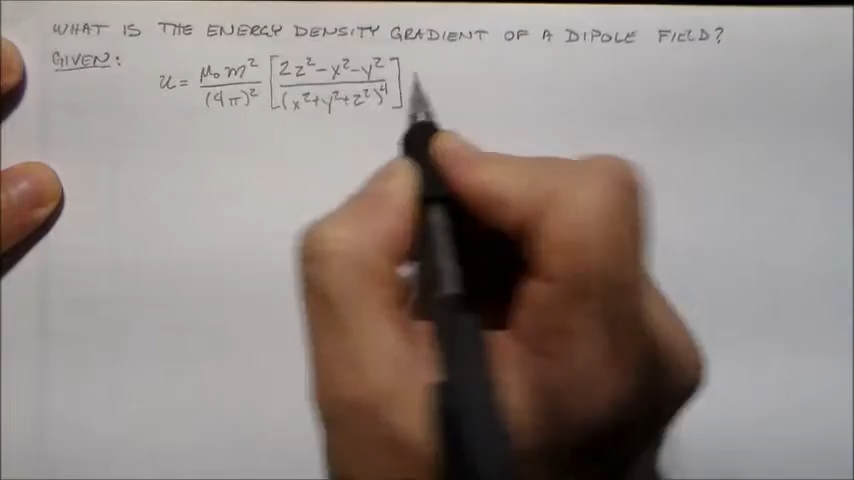 WHAT IS THE ENERGY DENSITY GRADIENT OF A DIPOLE FIELD?
GIVEN:
u = μ₀m²/(4π)² [(2z²-x²-y²)/(x²+y²+z²)⁴]